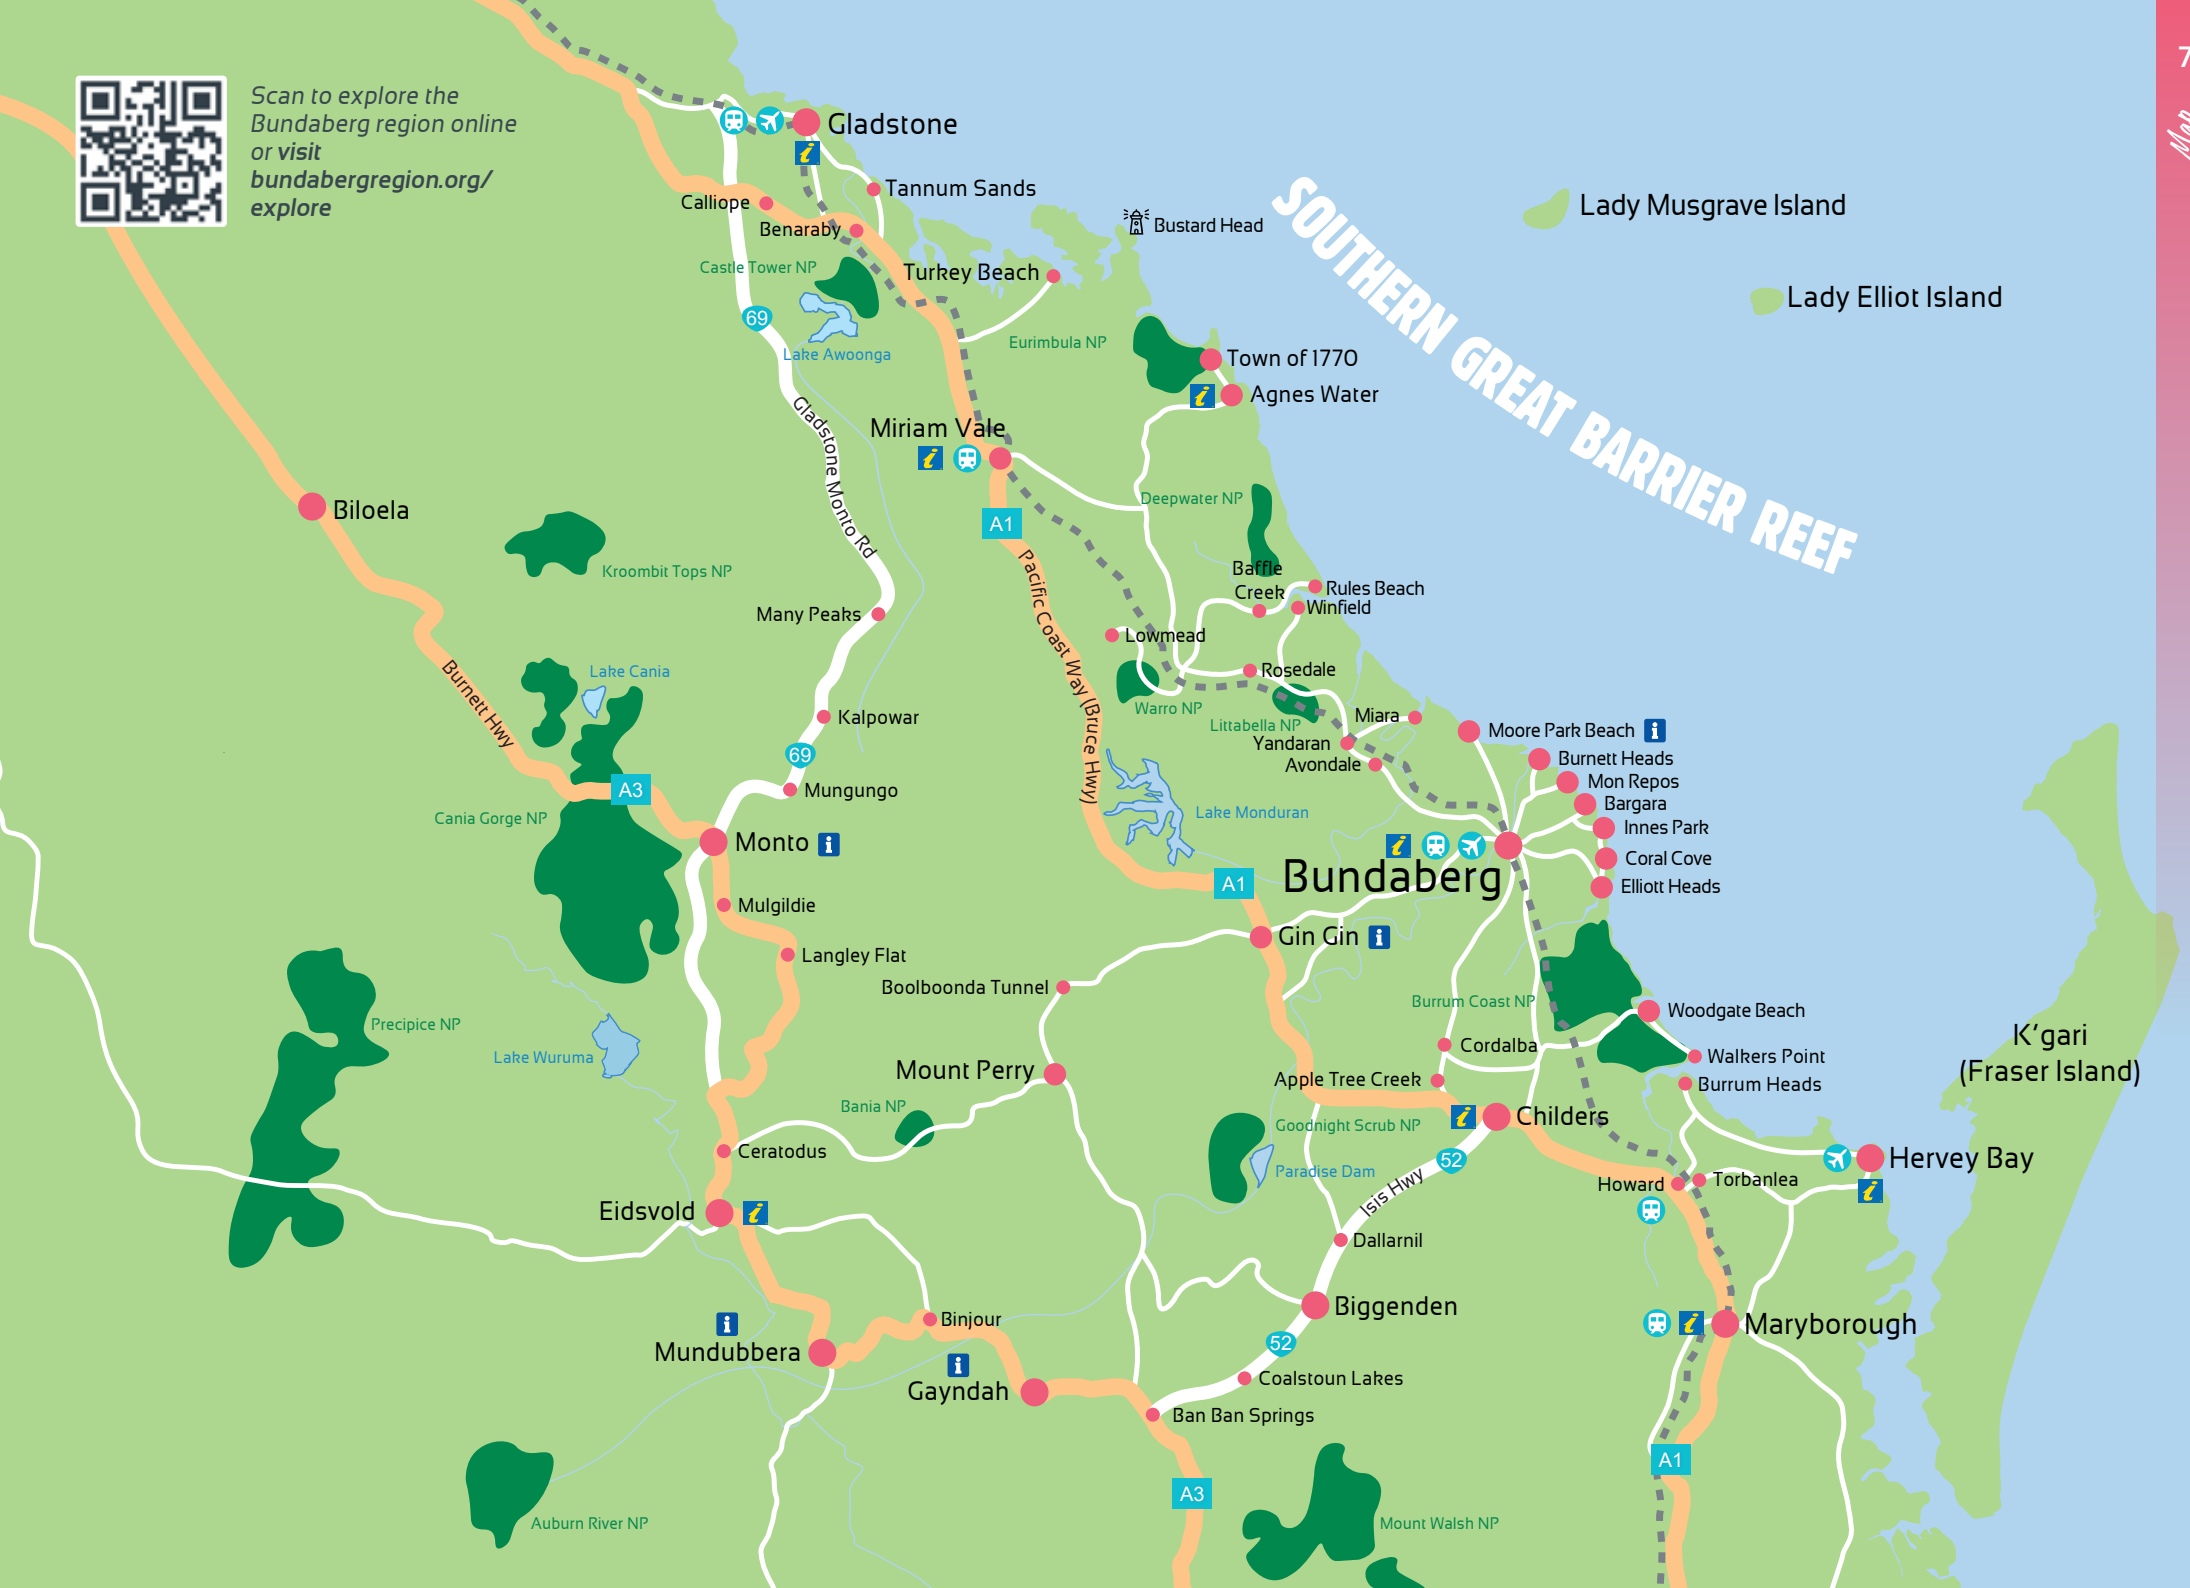 7
Map
Scan to explore the
Bundaberg region online
or visit
bundabergregion.org/
explore
Gladstone
Tannum Sands
Calliope
Benaraby
Bustard Head
Lady Musgrave Island
Castle Tower NP
Turkey Beach
Lady Elliot Island
SOUTHERN GREAT BARRIER REEF
69
Lake Awoonga
Eurimbula NP
Town of 1770
Agnes Water
Gladstone Monto Rd
Miriam Vale
Biloela
Deepwater NP
A1
Kroombit Tops NP
Pacific Coast Way (Bruce Hwy)
Baffle
Creek
Rules Beach
Winfield
Many Peaks
Lowmead
Lake Cania
Rosedale
Burnett Hwy
Warro NP
Littabella NP
Miara
Kalpowar
Moore Park Beach
Yandaran
Avondale
69
Burnett Heads
Mon Repos
A3
Mungungo
Bargara
Lake Monduran
Cania Gorge NP
Innes Park
Monto
Coral Cove
Bundaberg
A1
Elliott Heads
Mulgildie
Gin Gin
Langley Flat
Boolboonda Tunnel
Burrum Coast NP
Woodgate Beach
Precipice NP
K'gari
(Fraser Island)
Lake Wuruma
Cordalba
Walkers Point
Mount Perry
Apple Tree Creek
Burrum Heads
Bania NP
Childers
Goodnight Scrub NP
Ceratodus
52
Hervey Bay
Paradise Dam
Isis Hwy
Howard
Torbanlea
Eidsvold
Dallarnil
Biggenden
Binjour
Maryborough
52
Mundubbera
Gayndah
Coalstoun Lakes
Ban Ban Springs
A1
A3
Auburn River NP
Mount Walsh NP